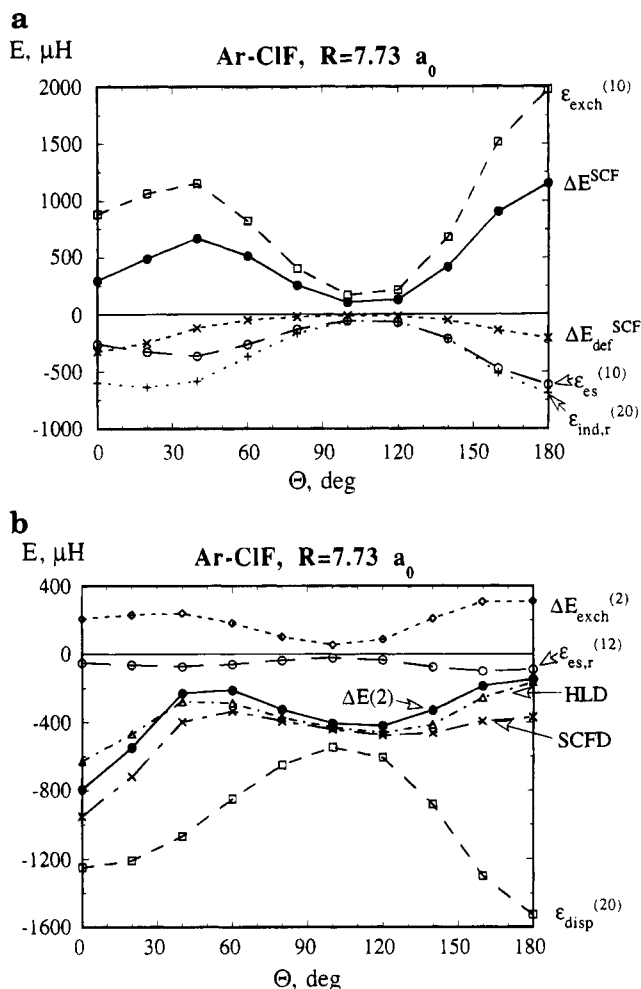 a
E, μH
Ar-ClF, R=7.73 a₀
2000
1500
1000
500
0
-500
-1000
ε_exch^(10)
ΔE^SCF
ΔE_def^SCF
ε_es^(10)
ε_ind,r^(20)
0 30 60 90 120 150 180
Θ, deg
b
E, μH
Ar-ClF, R=7.73 a₀
400
0
-400
-800
-1200
-1600
ΔE_exch^(2)
ε_es,r^(12)
ΔE(2)
HLD
SCFD
ε_disp^(20)
0 30 60 90 120 150 180
Θ, deg